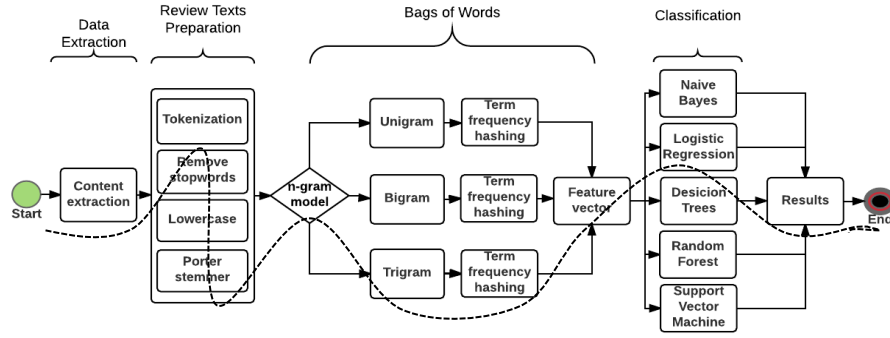 Data
Extraction
Review Texts
Preparation
Bags of Words
Classification
Start
Content
extraction
Tokenization
Remove
stopwords
Lowercase
Porter
stemmer
n-gram
model
Unigram
Term
frequency
hashing
Bigram
Term
frequency
hashing
Trigram
Term
frequency
hashing
Feature
vector
Naive
Bayes
Logistic
Regression
Desicion
Trees
Random
Forest
Support
Vector
Machine
Results
End